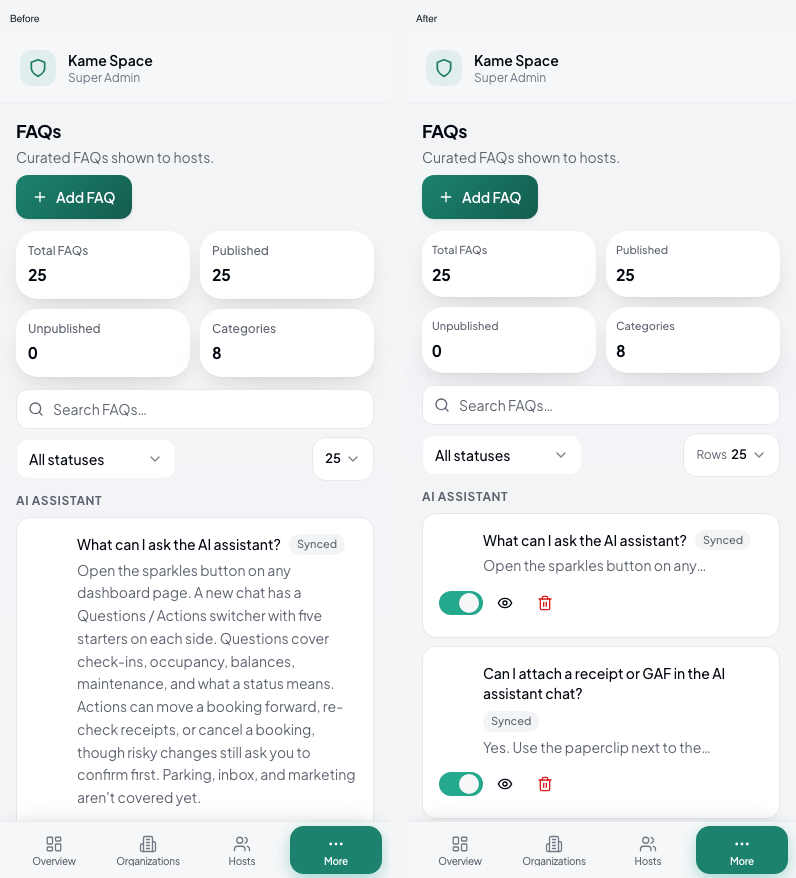 Before
Kame Space
Super Admin
FAQs
Curated FAQs shown to hosts.
+ Add FAQ
Total FAQs
25
Published
25
Unpublished
0
Categories
8
Search FAQs...
All statuses
25
AI ASSISTANT
What can I ask the AI assistant?
Synced
Open the sparkles button on any
dashboard page. A new chat has a
Questions / Actions switcher with five
starters on each side. Questions cover
check-ins, occupancy, balances,
maintenance, and what a status means.
Actions can move a booking forward, re-
check receipts, or cancel a booking,
though risky changes still ask you to
confirm first. Parking, inbox, and marketing
aren't covered yet.
Overview
Organizations
Hosts
More
After
Kame Space
Super Admin
FAQs
Curated FAQs shown to hosts.
+ Add FAQ
Total FAQs
25
Published
25
Unpublished
0
Categories
8
Search FAQs...
All statuses
Rows 25
AI ASSISTANT
What can I ask the AI assistant?
Synced
Open the sparkles button on any...
Can I attach a receipt or GAF in the AI
assistant chat?
Synced
Yes. Use the paperclip next to the...
Overview
Organizations
Hosts
More